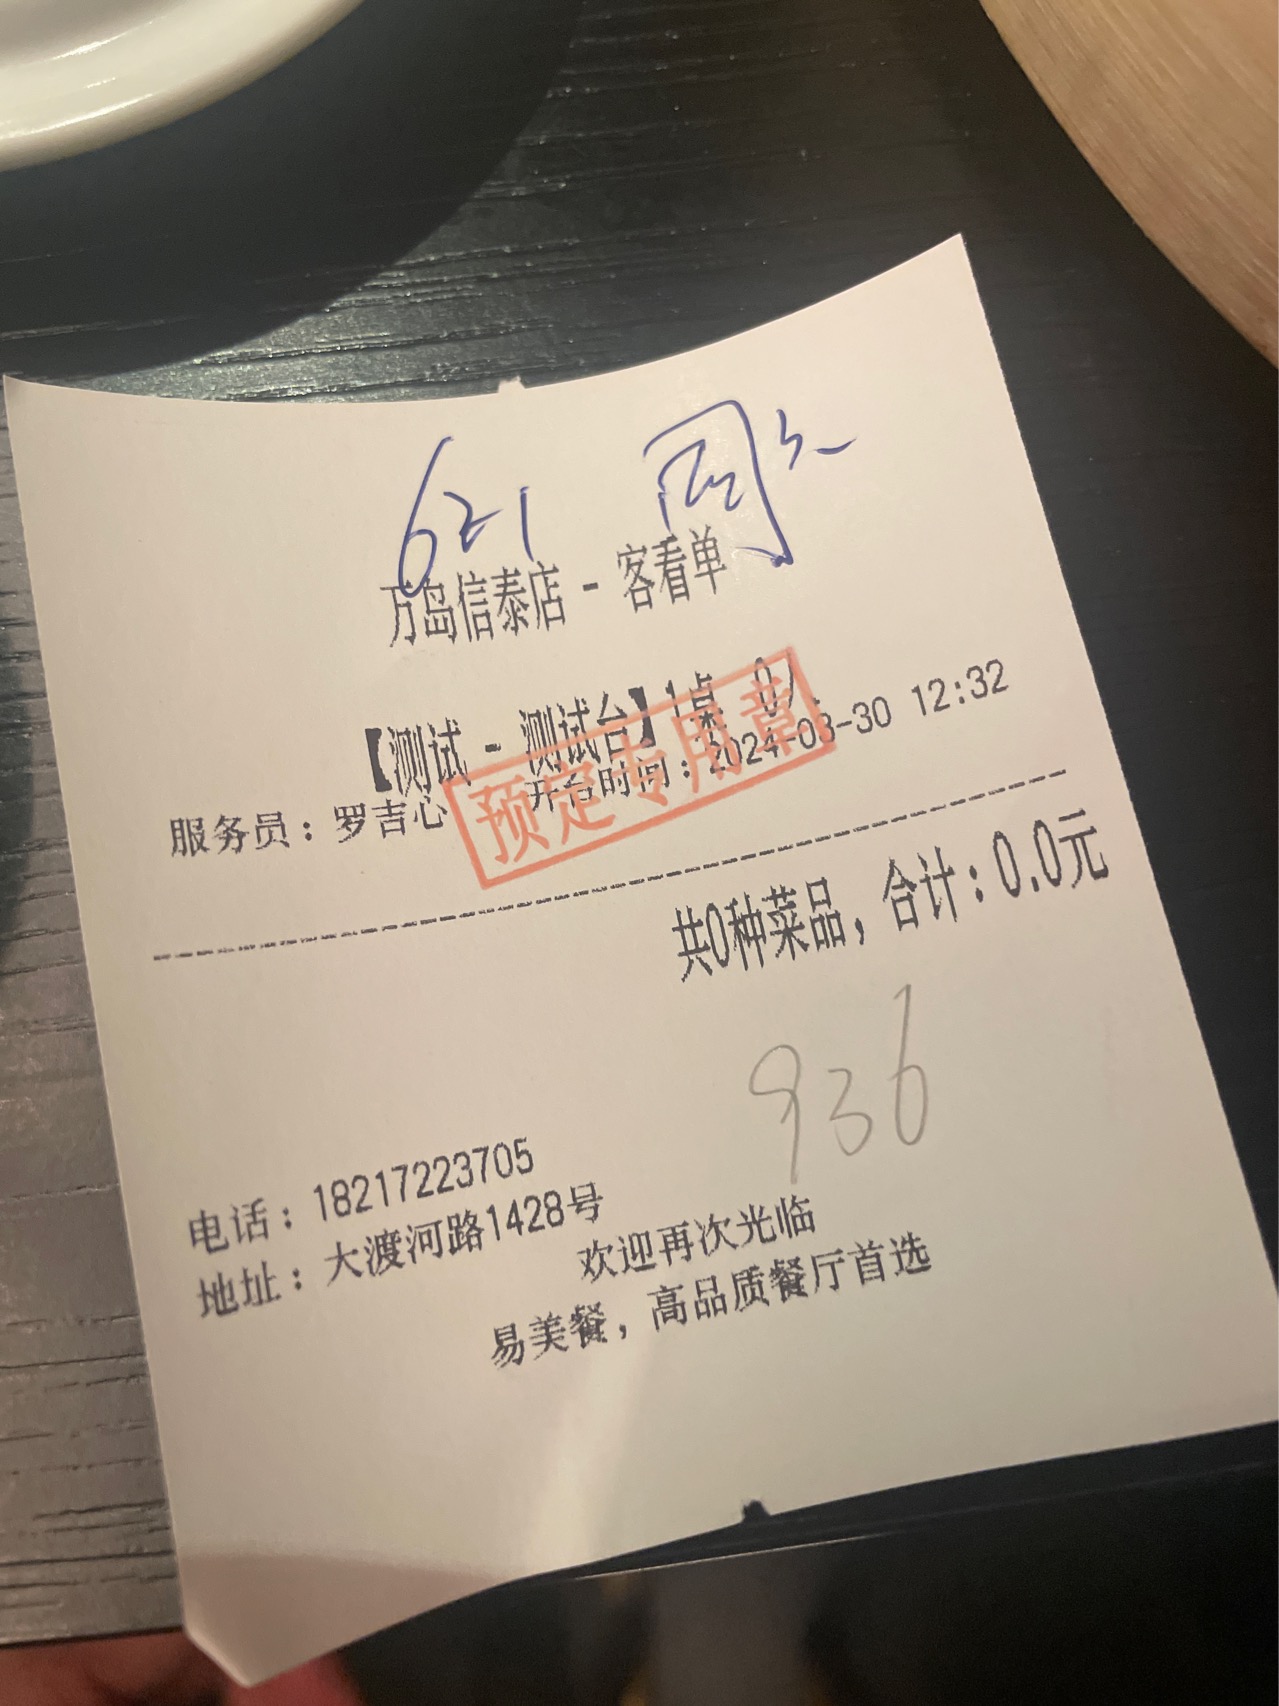 621 周
万岛信泰店 - 客看单
【测试 - 测试台】1桌 0人
预定专用章
服务员：罗吉心 开台时间：2024-03-30 12:32
共0种菜品，合计：0.0元
936
电话：18217223705
地址：大渡河路1428号
欢迎再次光临
易美餐，高品质餐厅首选